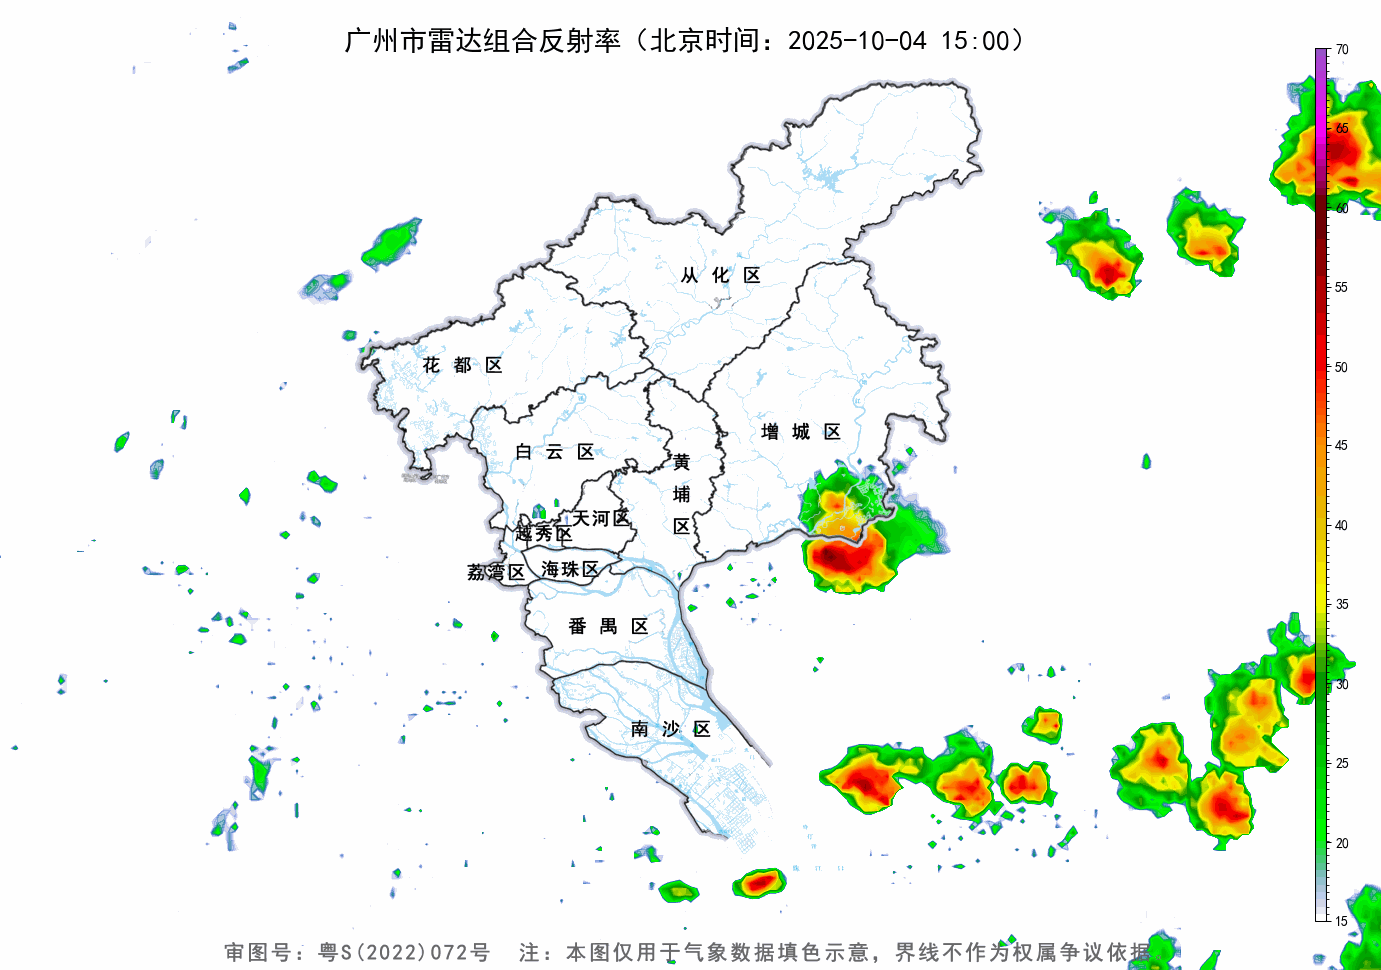 广州市雷达组合反射率（北京时间：2025-10-04 15:00）
70
65
60
55
50
45
40
35
30
25
20
15
从化区
花都区
增城区
白云区
黄埔区
天河区
越秀区
荔湾区
海珠区
番禺区
南沙区
审图号：粤S(2022)072号 注：本图仅用于气象数据填色示意，界线不作为权属争议依据